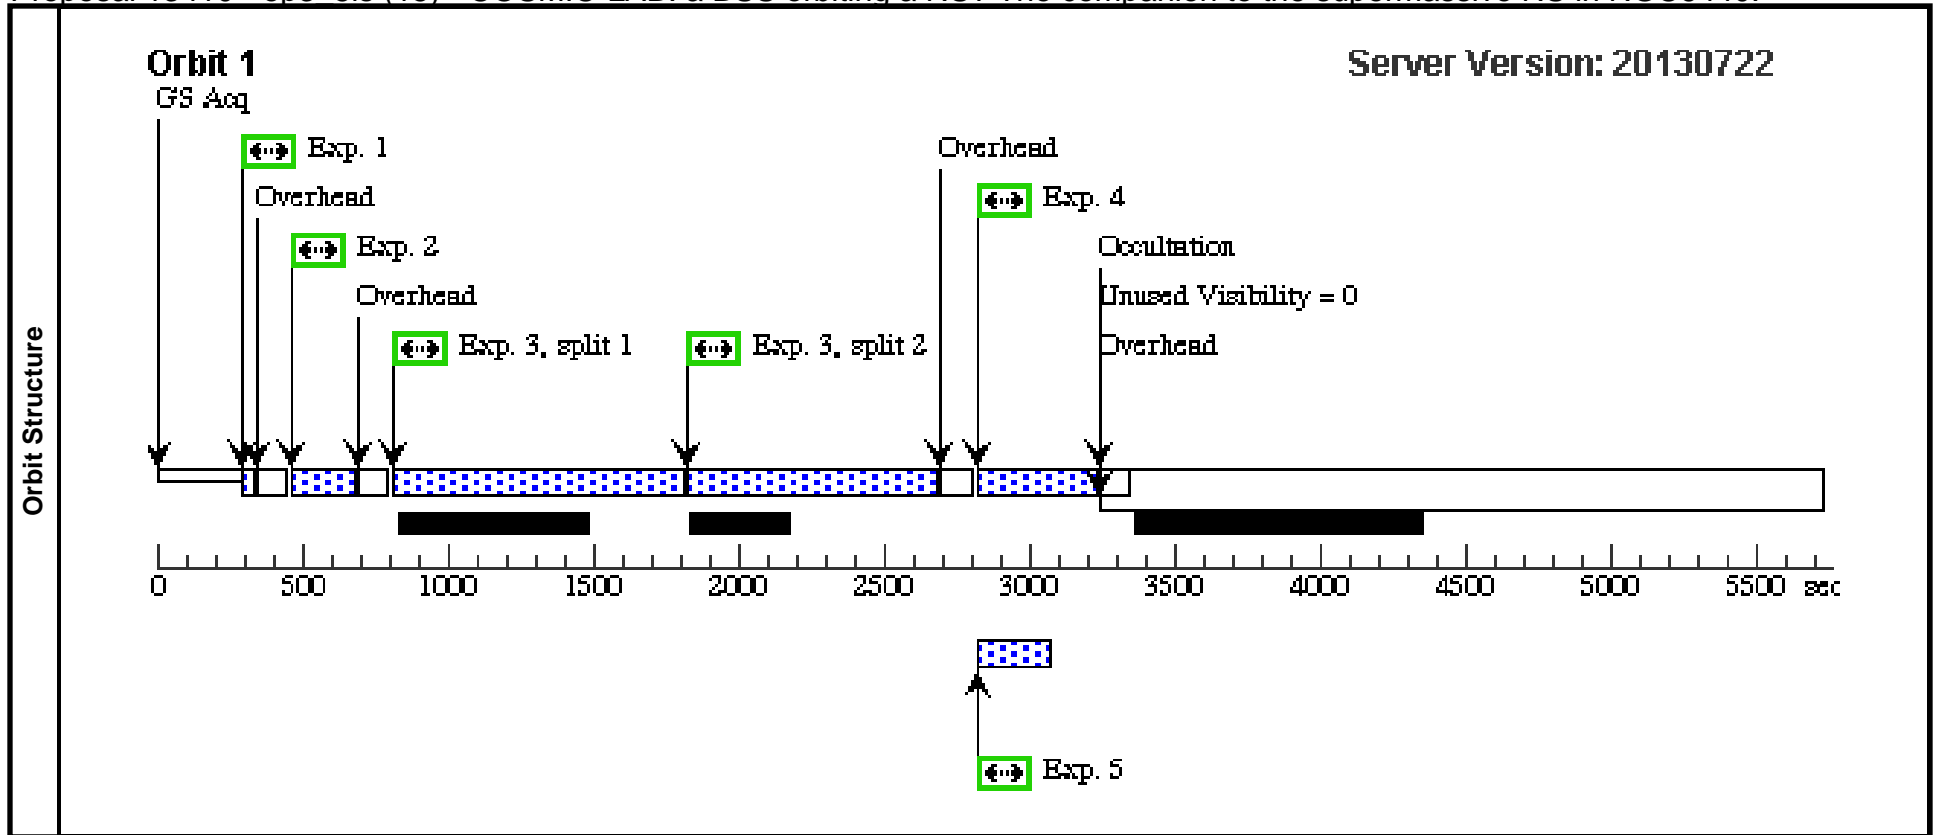 Orbit 1
Server Version: 20130722
GS Acq
Exp. 1
Overhead
Overhead
Exp. 4
Exp. 2
Occultation
Overhead
Unused Visibility = 0
Exp. 3, split 1
Exp. 3, split 2
Overhead
Orbit Structure
0 500 1000 1500 2000 2500 3000 3500 4000 4500 5000 5500 sec
Exp. 5